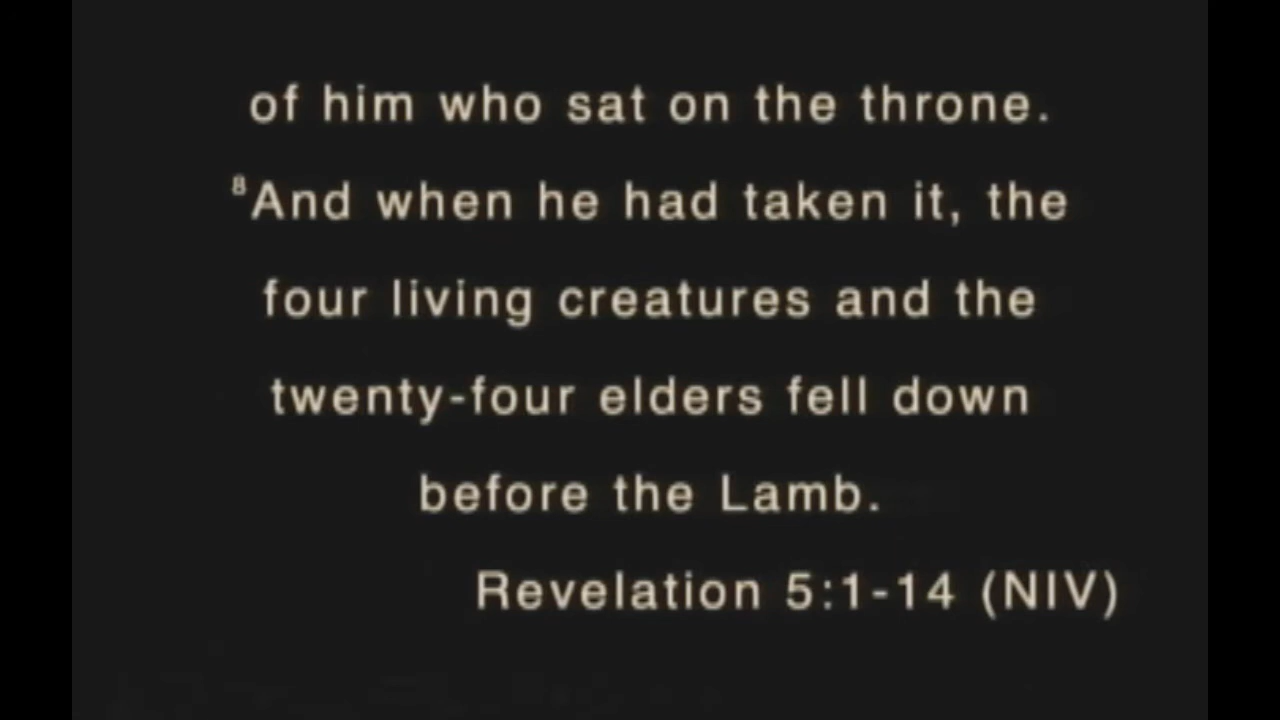 of him who sat on the throne.
⁸And when he had taken it, the
four living creatures and the
twenty-four elders fell down
before the Lamb.
Revelation 5:1-14 (NIV)